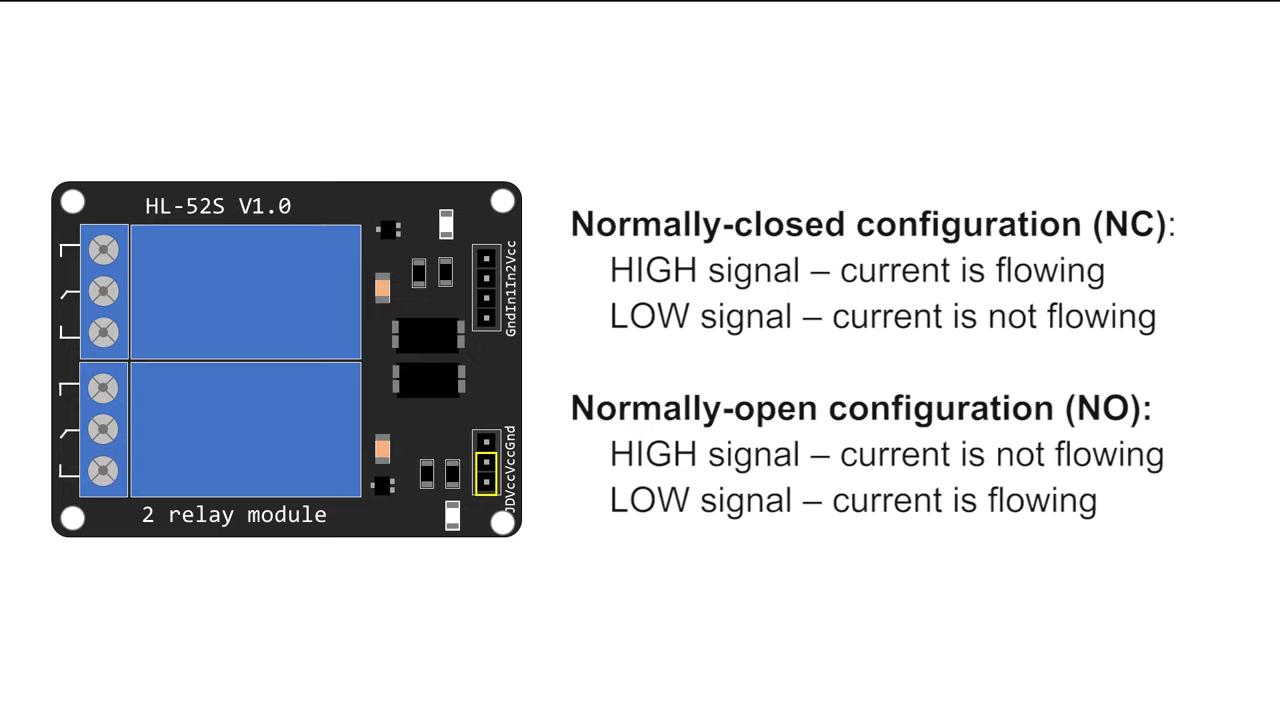 HL-52S V1.0
GndIn1In2Vcc
JDVccVccGnd
2 relay module
Normally-closed configuration (NC):
HIGH signal – current is flowing
LOW signal – current is not flowing
Normally-open configuration (NO):
HIGH signal – current is not flowing
LOW signal – current is flowing